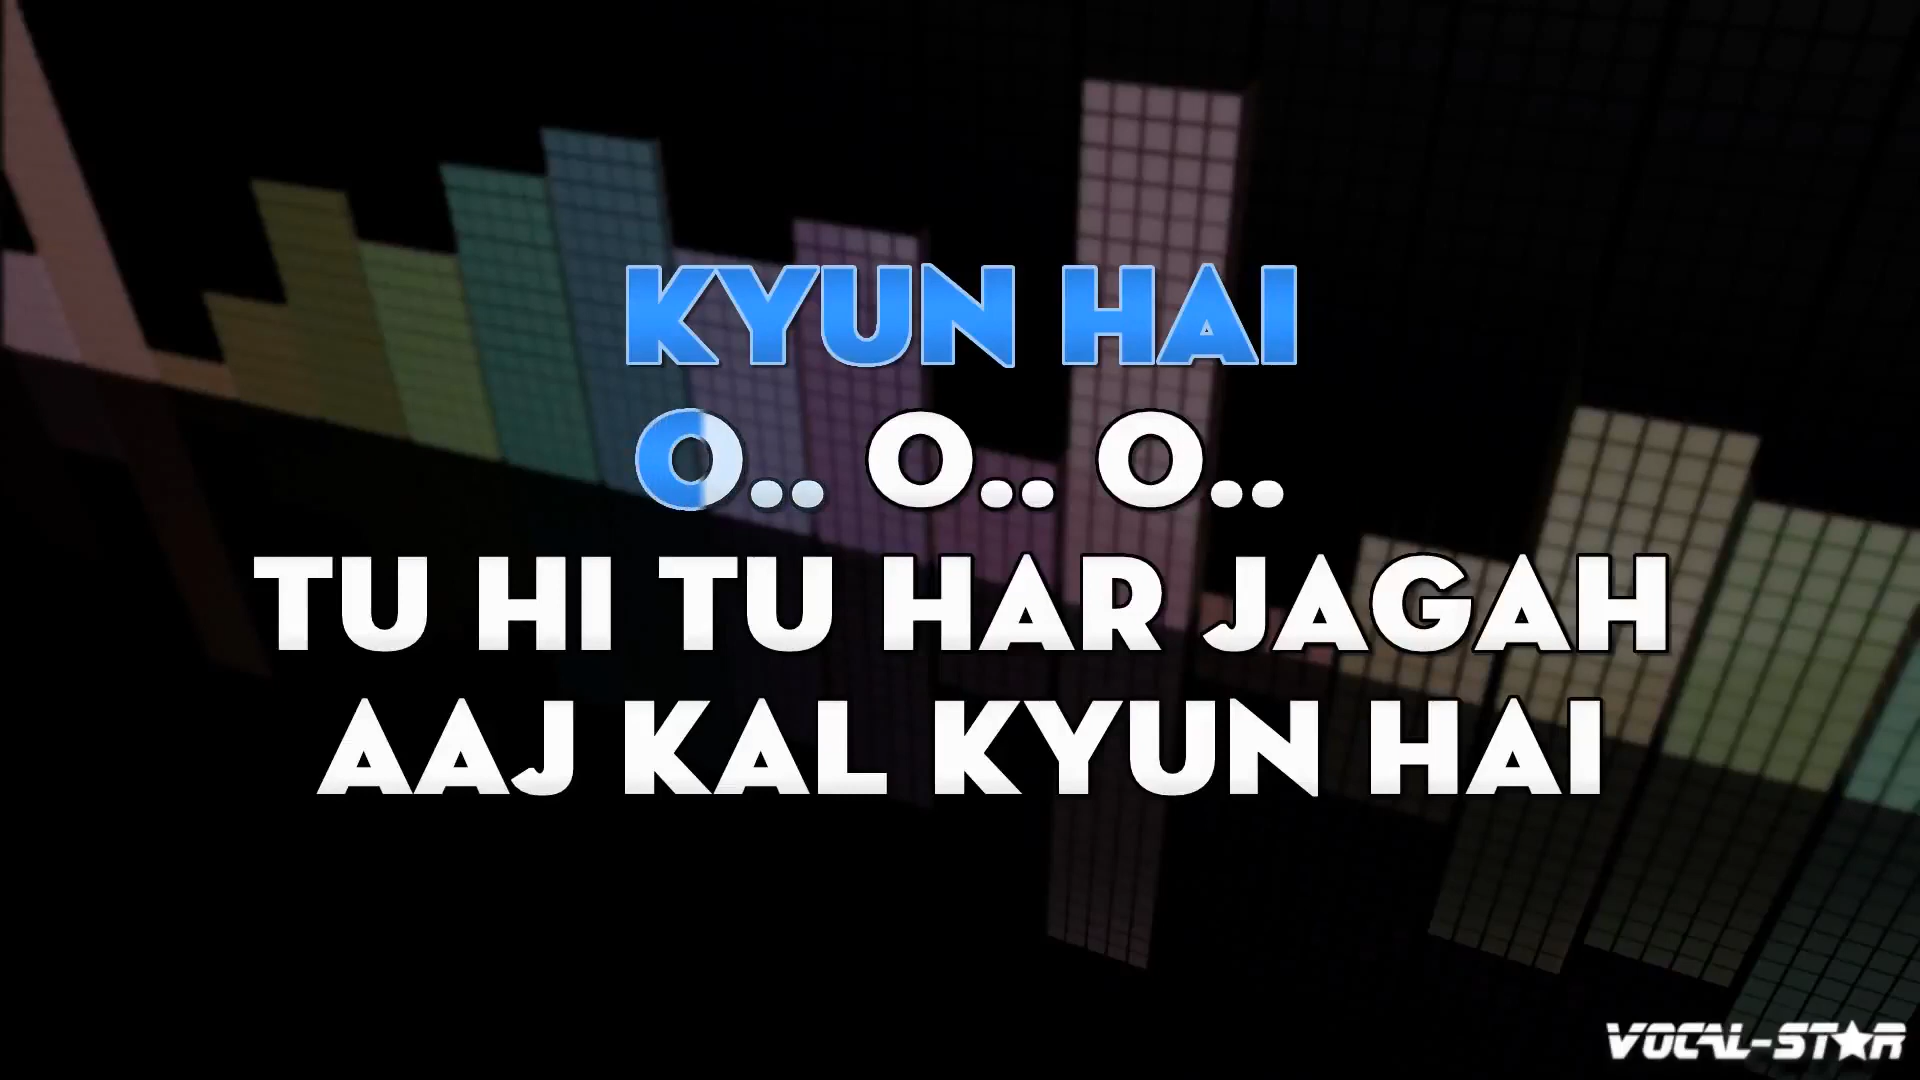 KYUN HAI
O.. O.. O..
TU HI TU HAR JAGAH
AAJ KAL KYUN HAI
VOCAL-STAR